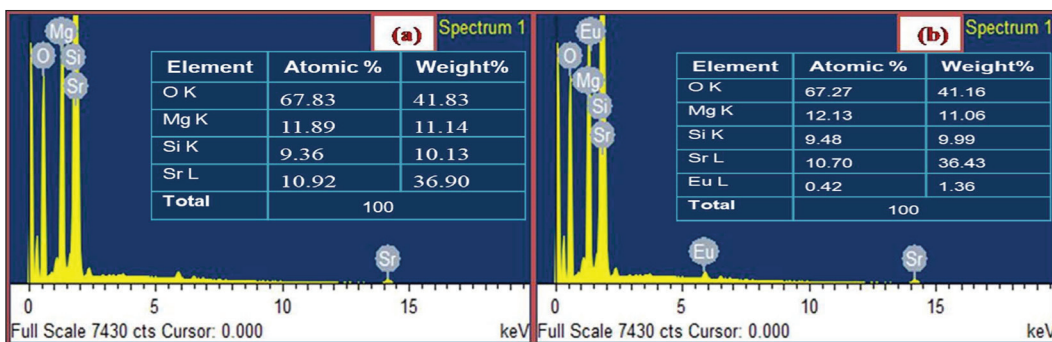 (a) Spectrum 1
Mg
O
Si
Sr
Element Atomic % Weight%
O K 67.83 41.83
Mg K 11.89 11.14
Si K 9.36 10.13
Sr L 10.92 36.90
Total 100
Sr
0 5 10 15
Full Scale 7430 cts Cursor: 0.000 keV
(b) Spectrum 1
Eu
O
Mg
Si
Sr
Element Atomic % Weight%
O K 67.27 41.16
Mg K 12.13 11.06
Si K 9.48 9.99
Sr L 10.70 36.43
Eu L 0.42 1.36
Total 100
Eu Sr
0 5 10 15
Full Scale 7430 cts Cursor: 0.000 keV